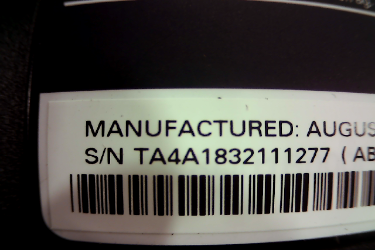 MANUFACTURED: AUGUS
S/N TA4A1832111277 ( AB